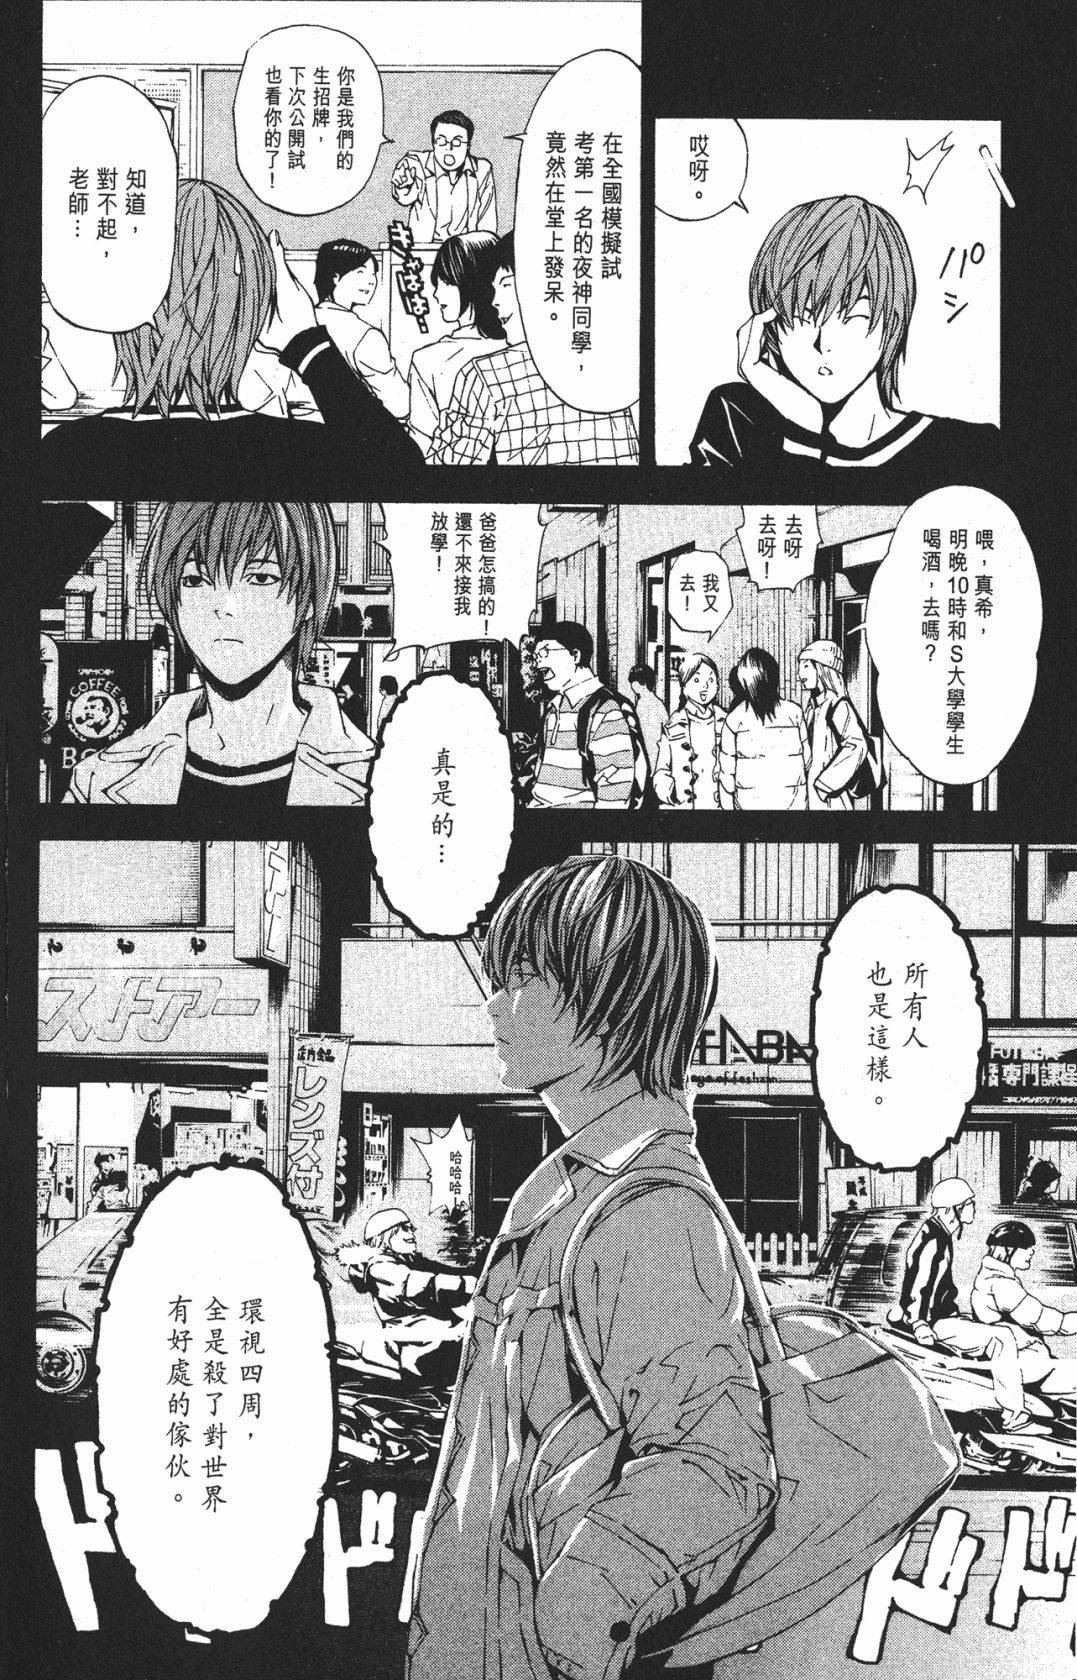 哎呀。
パシ
在全國模擬試
考第一名的夜神同學，
竟然在堂上發
呆。
你是我們的
生招牌，
下次公開試
也看你的了！
きゃはは…
知道，
對不起，
老師…
喂，真希，
明晚10時和S大學學生
喝酒，去嗎？
去呀
去呀！
我又
去！
爸爸怎搞的！
還不來接我
放學！
COFFEE
真是的…
所有人
也是這樣。
ストアー
レンズ付
哈哈哈
專門課程
環視四周，
全是殺了對世界
有好處的傢伙。
ドドドド